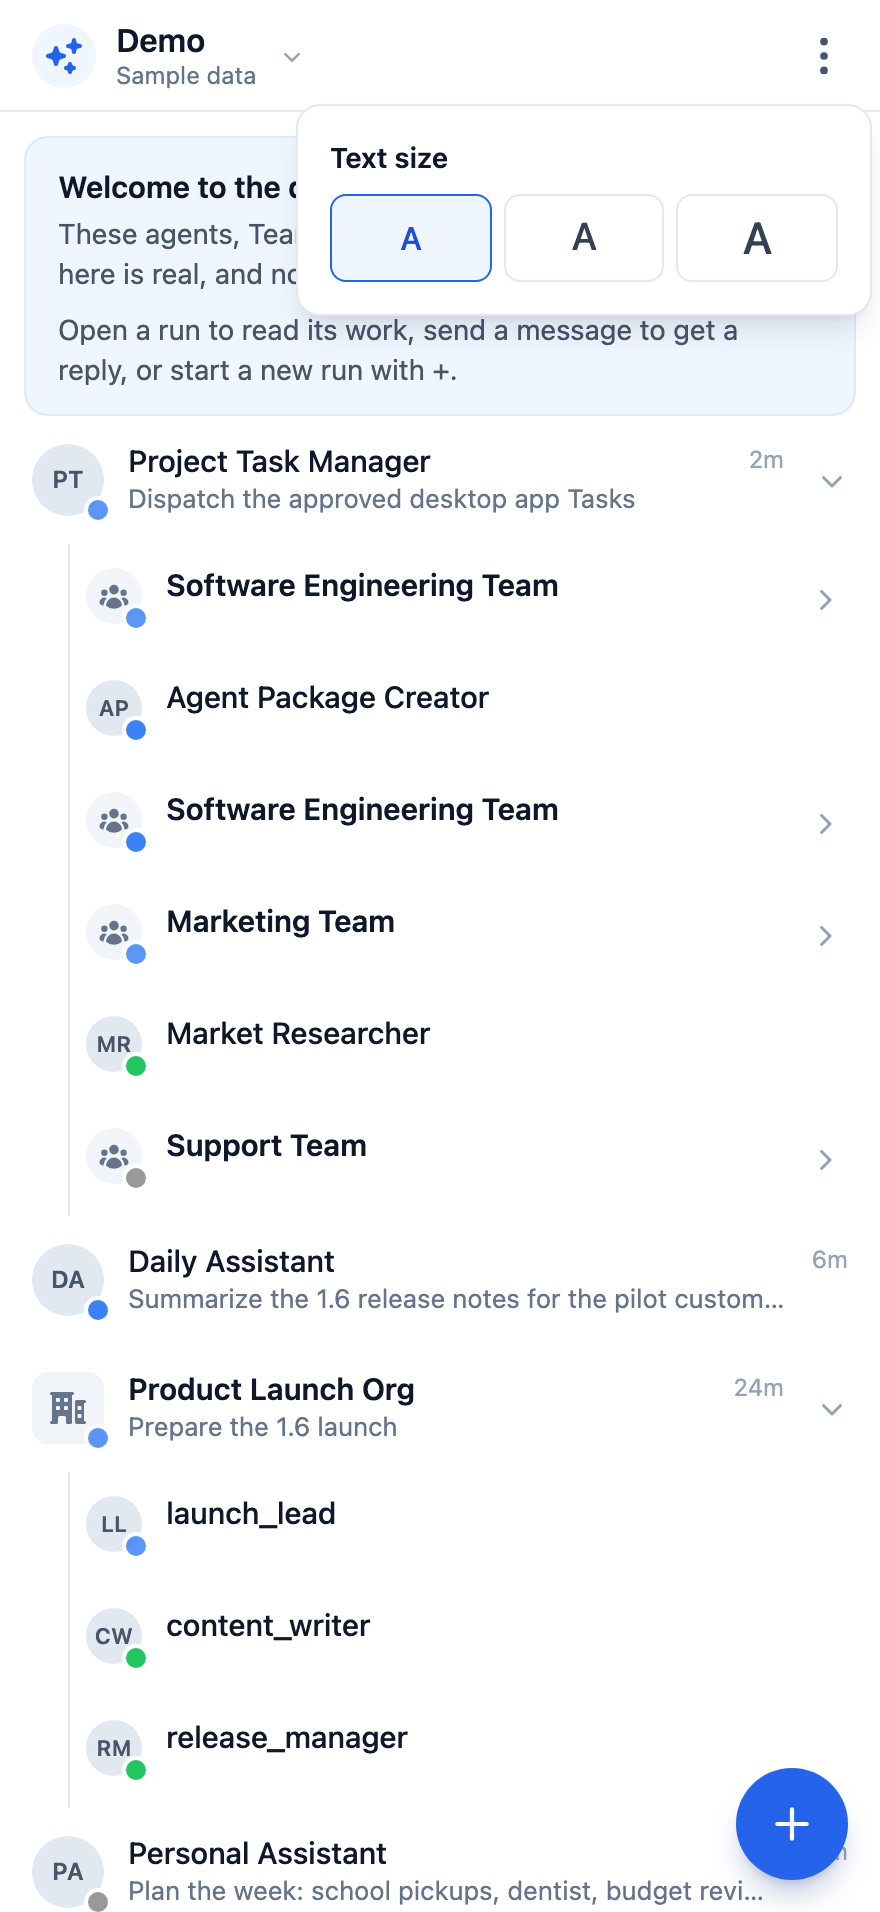 Demo
Sample data
Text size
A A A
Welcome to the
These agents,
here is real, and
Open a run to read its work, send a message to get a
reply, or start a new run with +.
PT
Project Task Manager
2m
Dispatch the approved desktop app Tasks
Software Engineering Team
AP
Agent Package Creator
Software Engineering Team
Marketing Team
MR
Market Researcher
Support Team
DA
Daily Assistant
6m
Summarize the 1.6 release notes for the pilot custom...
Product Launch Org
24m
Prepare the 1.6 launch
LL
launch_lead
CW
content_writer
RM
release_manager
PA
Personal Assistant
Plan the week: school pickups, dentist, budget revi...